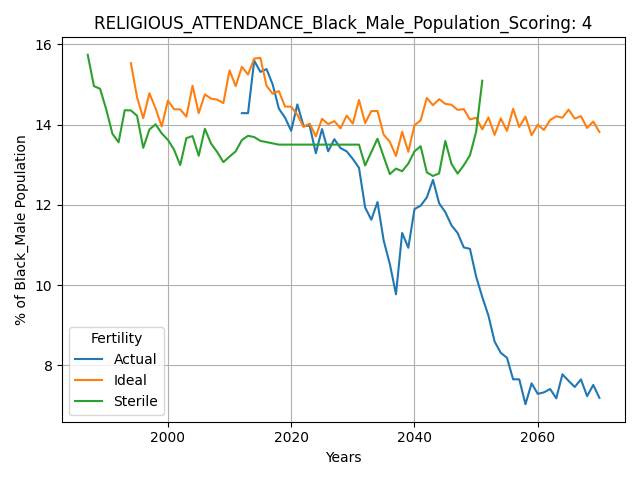 RELIGIOUS_ATTENDANCE_Black_Male_Population_Scoring: 4
% of Black_Male Population
16
14
12
10
8
Fertility
Actual
Ideal
Sterile
2000
2020
2040
2060
Years